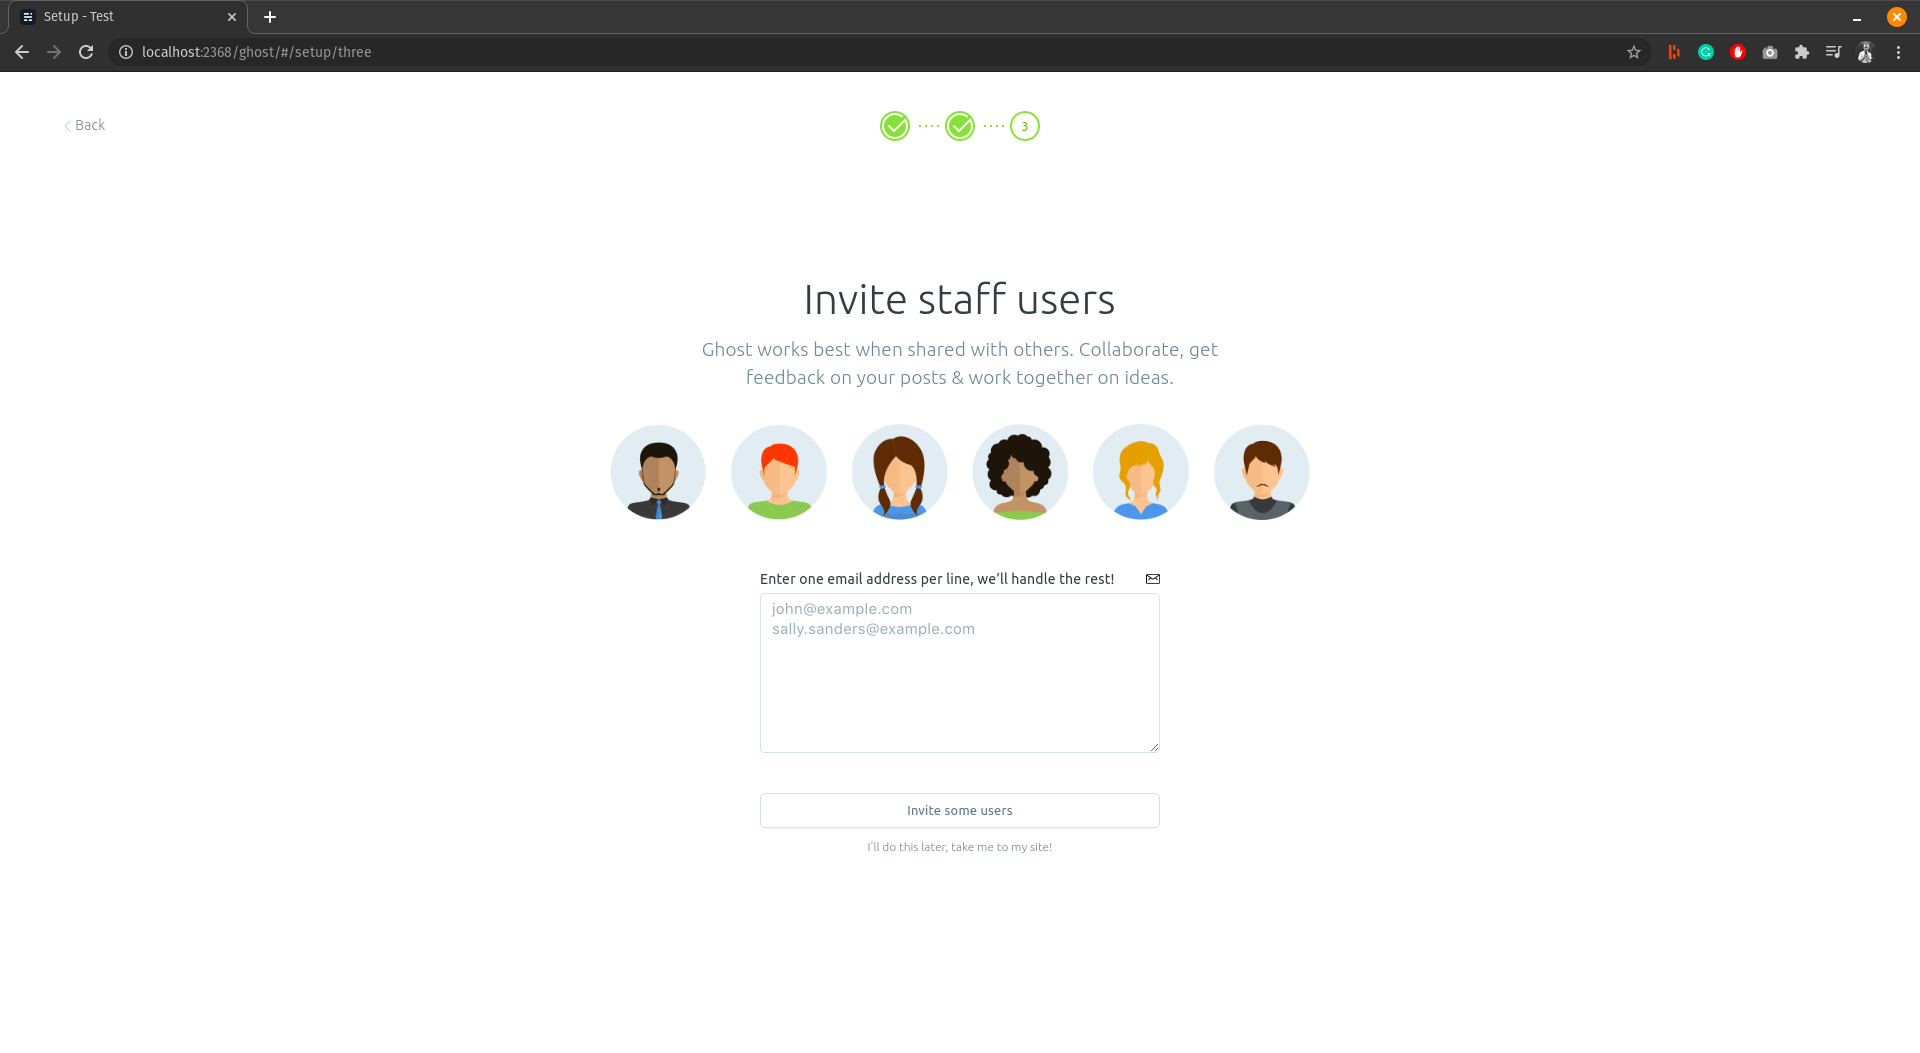 Setup - Test
localhost:2368/ghost/#/setup/three
Back
3
Invite staff users
Ghost works best when shared with others. Collaborate, get
feedback on your posts & work together on ideas.
Enter one email address per line, we’ll handle the rest!
john@example.com
sally.sanders@example.com
Invite some users
I'll do this later, take me to my site!